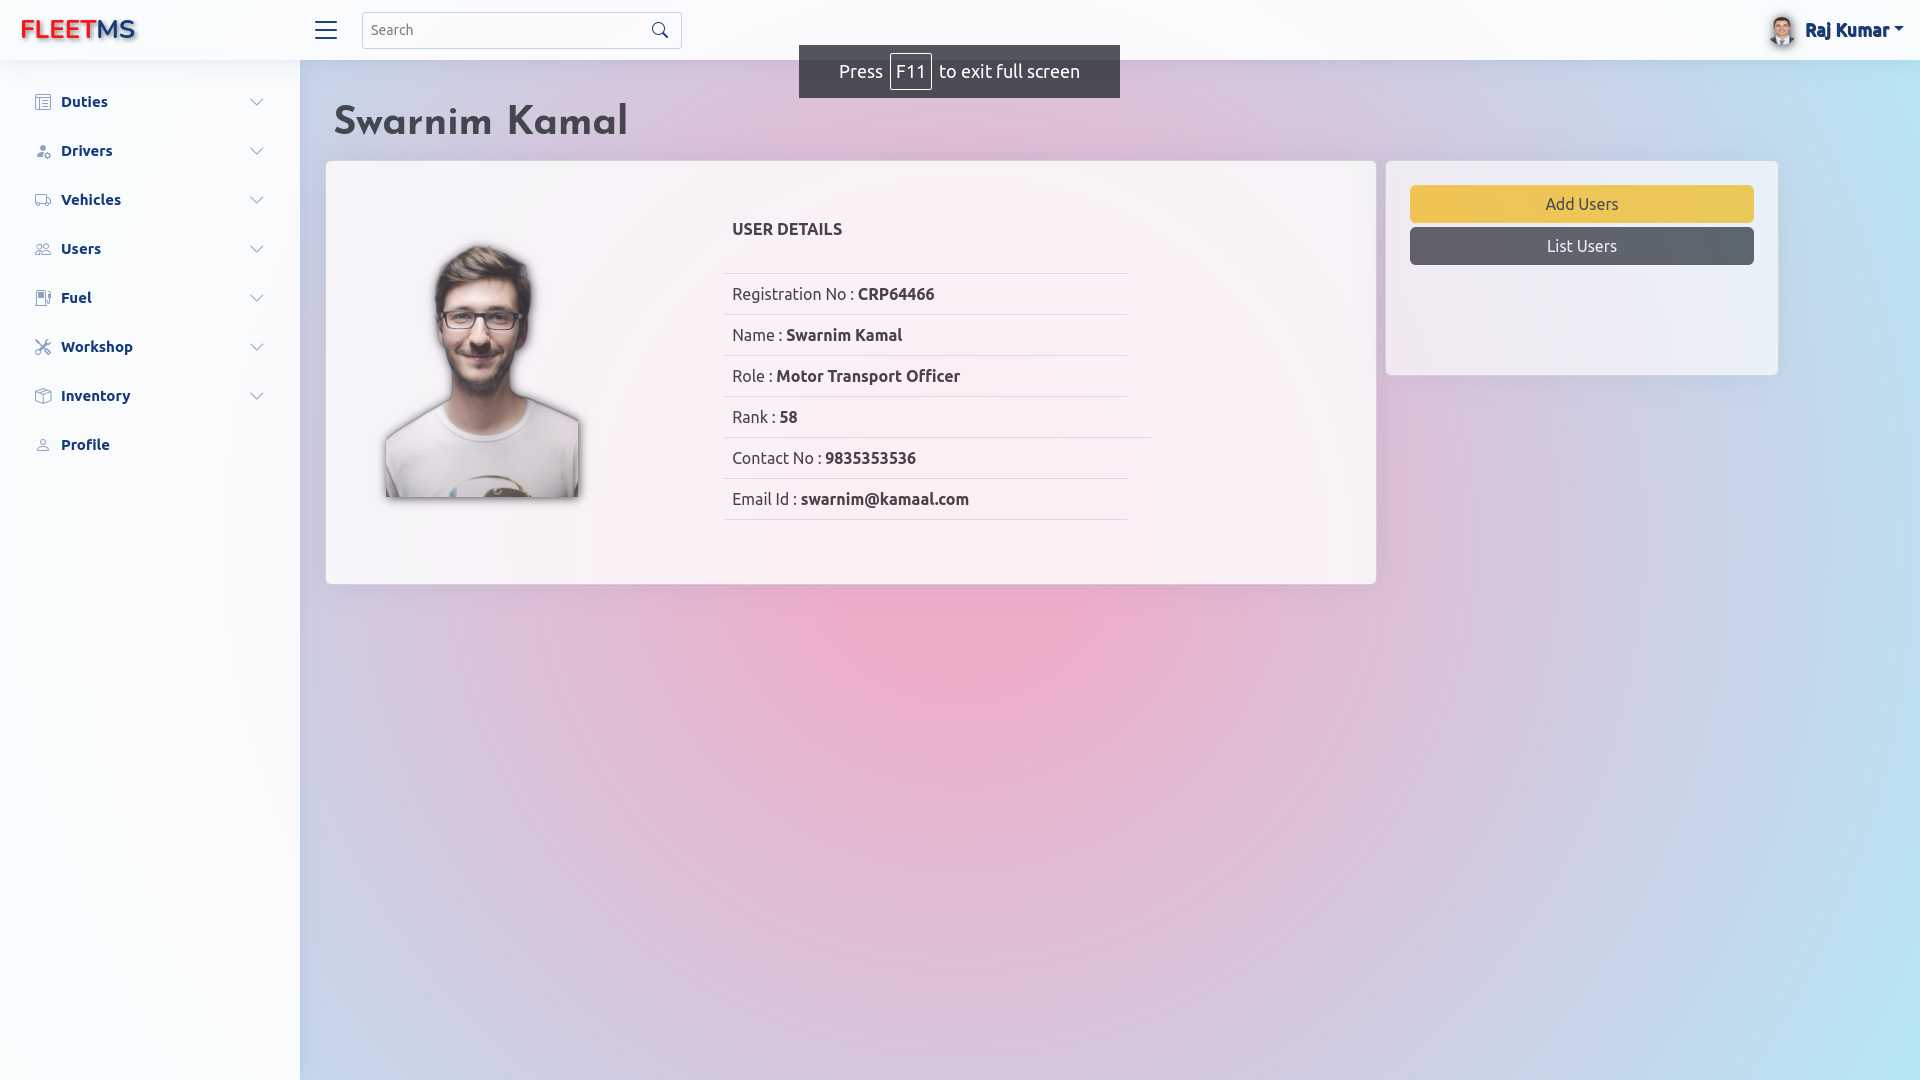 FLEETMS
Search
Raj Kumar
Press F11 to exit full screen
Duties
Drivers
Vehicles
Users
Fuel
Workshop
Inventory
Profile
Swarnim Kamal
USER DETAILS
Registration No : CRP64466
Name : Swarnim Kamal
Role : Motor Transport Officer
Rank : 58
Contact No : 9835353536
Email Id : swarnim@kamaal.com
Add Users
List Users